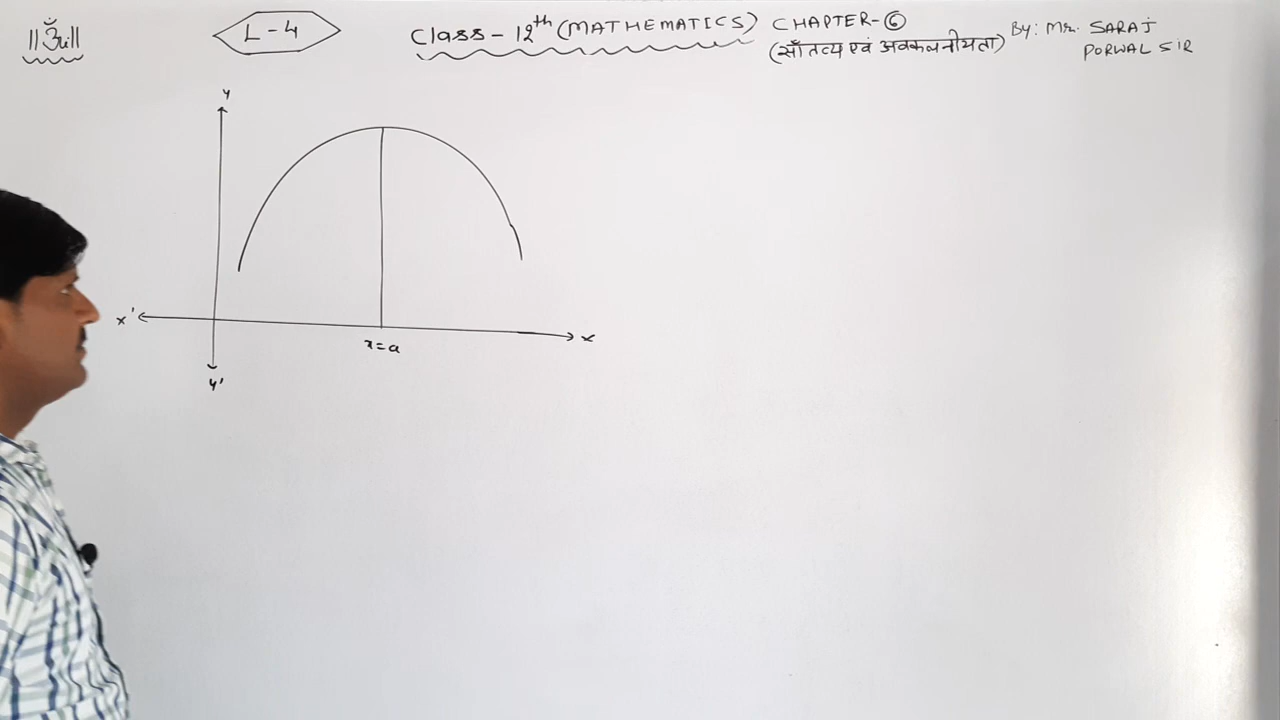 ॥ॐ॥
L-4
Class-12th (MATHEMATICS) CHAPTER-6
(साँतत्य एवं अवकलनीयता)
By: Mr. SARAJ
PORWAL SIR
Y
X'
X
x=a
Y'